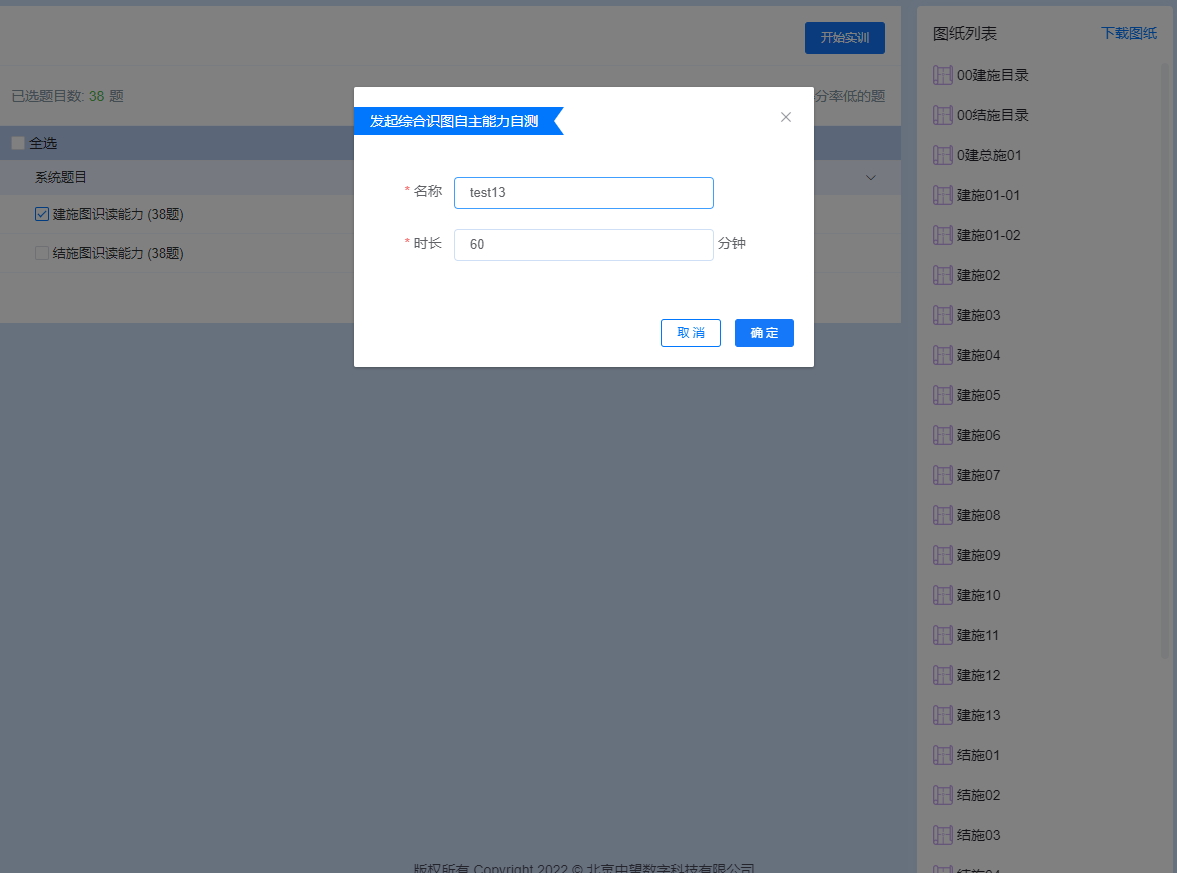 开始实训
已选题目数: 38 题
分率低的题
全选
系统题目
建施图识读能力 (38题)
结施图识读能力 (38题)
发起综合识图自主能力自测
* 名称 test13
* 时长 60 分钟
取消 确定
图纸列表 下载图纸
00建施目录
00结施目录
0建总施01
建施01-01
建施01-02
建施02
建施03
建施04
建施05
建施06
建施07
建施08
建施09
建施10
建施11
建施12
建施13
结施01
结施02
结施03
版权所有 Copyright 2022 © 北京中望数字科技有限公司